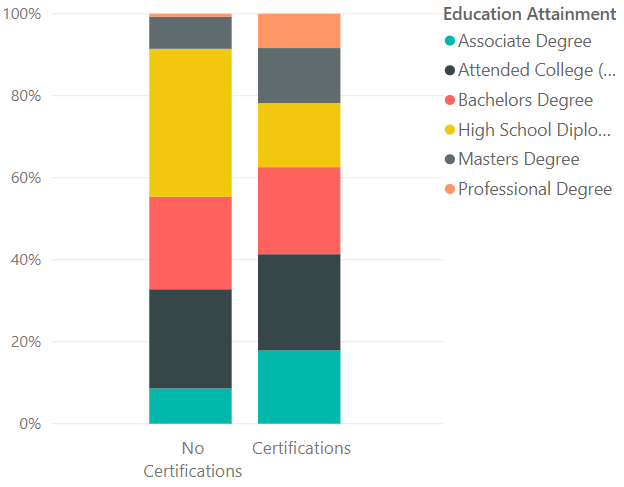 100%
80%
60%
40%
20%
0%
No
Certifications
Certifications
Education Attainment
Associate Degree
Attended College (...
Bachelors Degree
High School Diplo...
Masters Degree
Professional Degree